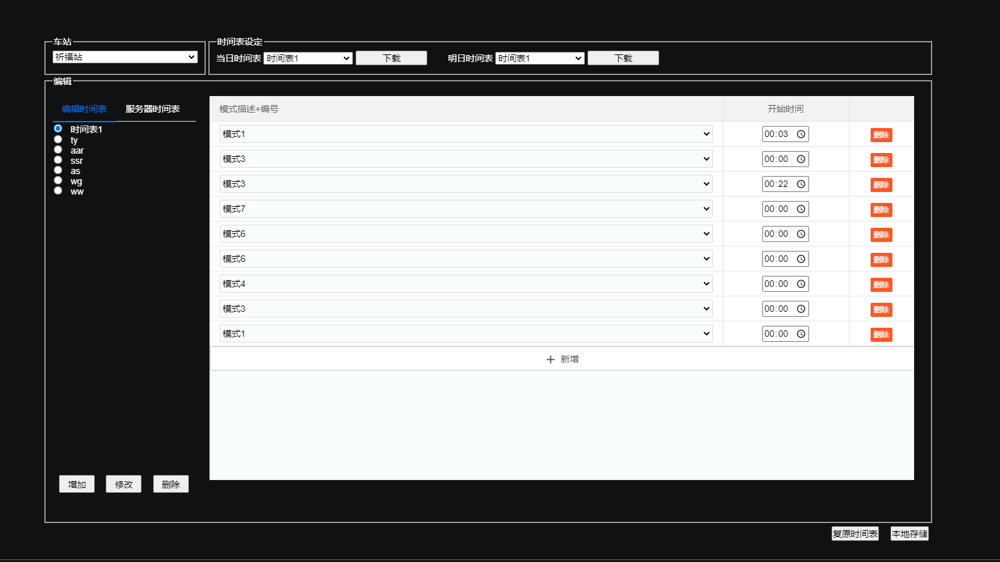 车站
祈福站
时间表设定
当日时间表 时间表1 下载 明日时间表 时间表1 下载
编辑
编辑时间表 服务器时间表
时间表1
ty
aar
ssr
as
wg
ww
增加 修改 删除
模式描述+编号 开始时间
模式1 00:03 删除
模式3 00:00 删除
模式3 00:22 删除
模式7 00:00 删除
模式6 00:00 删除
模式6 00:00 删除
模式4 00:00 删除
模式3 00:00 删除
模式1 00:00 删除
+ 新增
复原时间表 本地存储